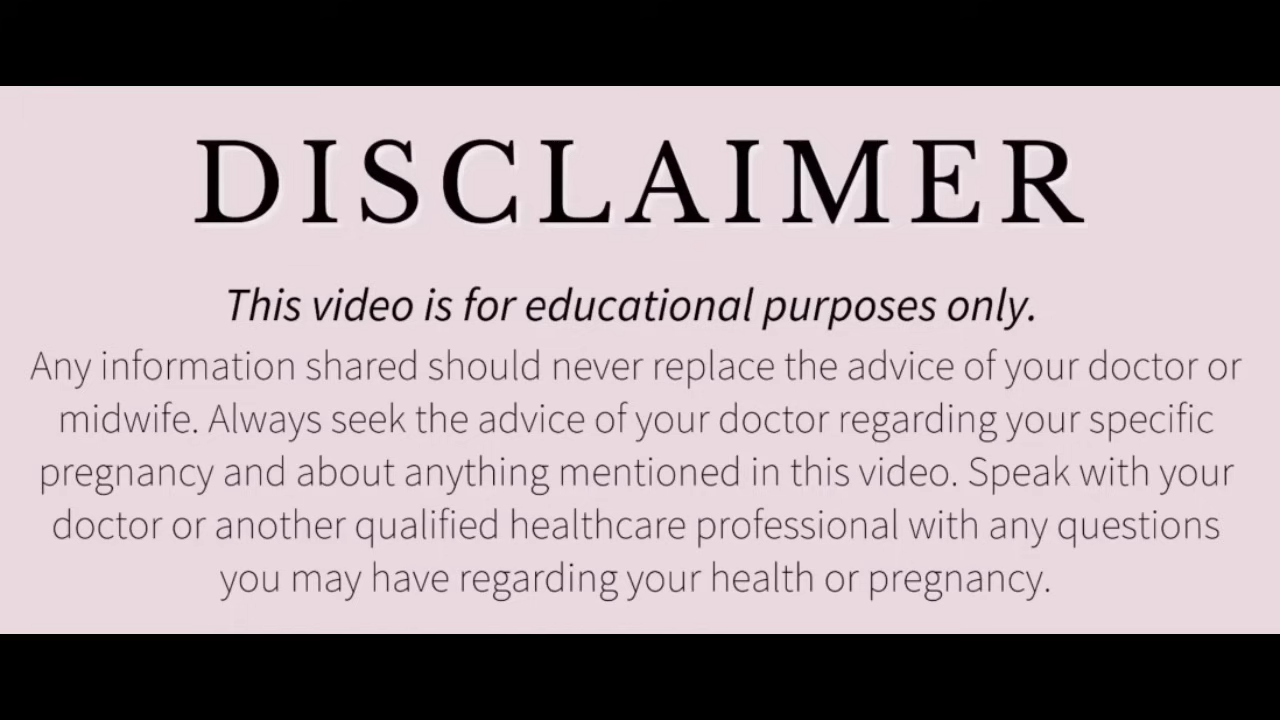 DISCLAIMER
This video is for educational purposes only.
Any information shared should never replace the advice of your doctor or
midwife. Always seek the advice of your doctor regarding your specific
pregnancy and about anything mentioned in this video. Speak with your
doctor or another qualified healthcare professional with any questions
you may have regarding your health or pregnancy.